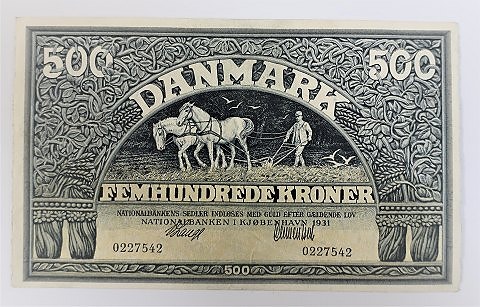 500 500
DANMARK
FEMHUNDREDE KRONER
NATIONALBANKENS SEDLER INDLØSES MED GULD EFTER GÆLDENDE LOV
NATIONALBANKEN I KJØBENHAVN 1931
0227542 0227542
500